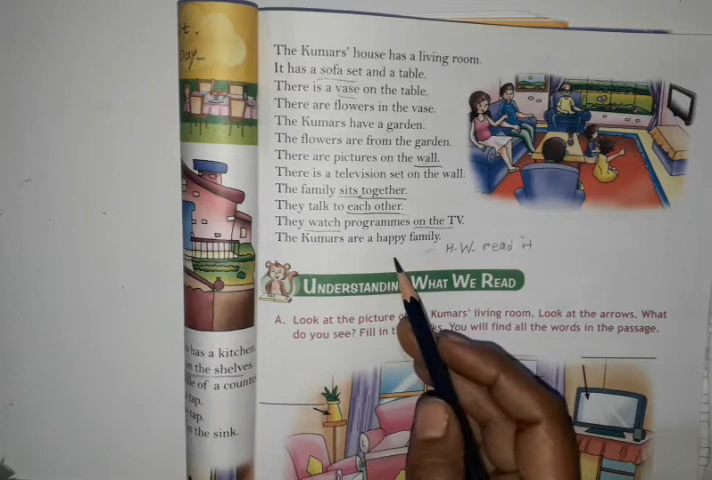 t.
Day-
The Kumars' house has a living room.
It has a sofa set and a table.
There is a vase on the table.
There are flowers in the vase.
The Kumars have a garden.
The flowers are from the garden.
There are pictures on the wall.
There is a television set on the wall.
The family sits together.
They talk to each other.
They watch programmes on the TV.
The Kumars are a happy family.
H.W. read it
UNDERSTANDING WHAT WE READ
A. Look at the picture Kumars' living room. Look at the arrows. What
do you see? Fill in You will find all the words in the passage.
has a kitchen.
n the shelves.
of a count
tap.
tap.
the sink.